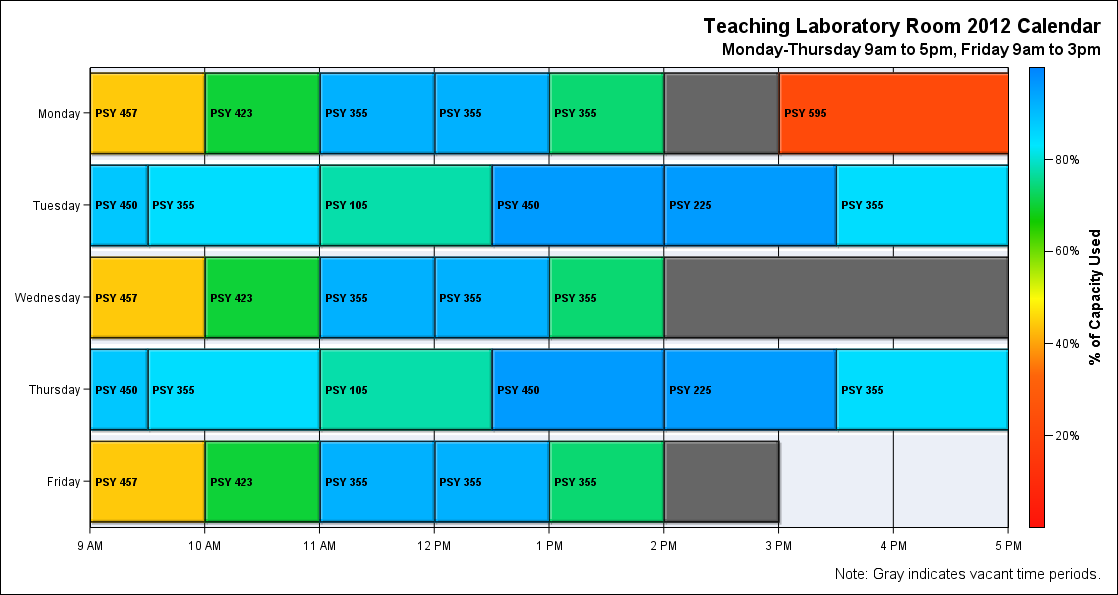 Teaching Laboratory Room 2012 Calendar
Monday-Thursday 9am to 5pm, Friday 9am to 3pm
Monday
PSY 457 PSY 423 PSY 355 PSY 355 PSY 355 PSY 595
Tuesday
PSY 450 PSY 355 PSY 105 PSY 450 PSY 225 PSY 355
Wednesday
PSY 457 PSY 423 PSY 355 PSY 355 PSY 355
Thursday
PSY 450 PSY 355 PSY 105 PSY 450 PSY 225 PSY 355
Friday
PSY 457 PSY 423 PSY 355 PSY 355 PSY 355
9 AM 10 AM 11 AM 12 PM 1 PM 2 PM 3 PM 4 PM 5 PM
80%
60%
40%
20%
% of Capacity Used
Note: Gray indicates vacant time periods.